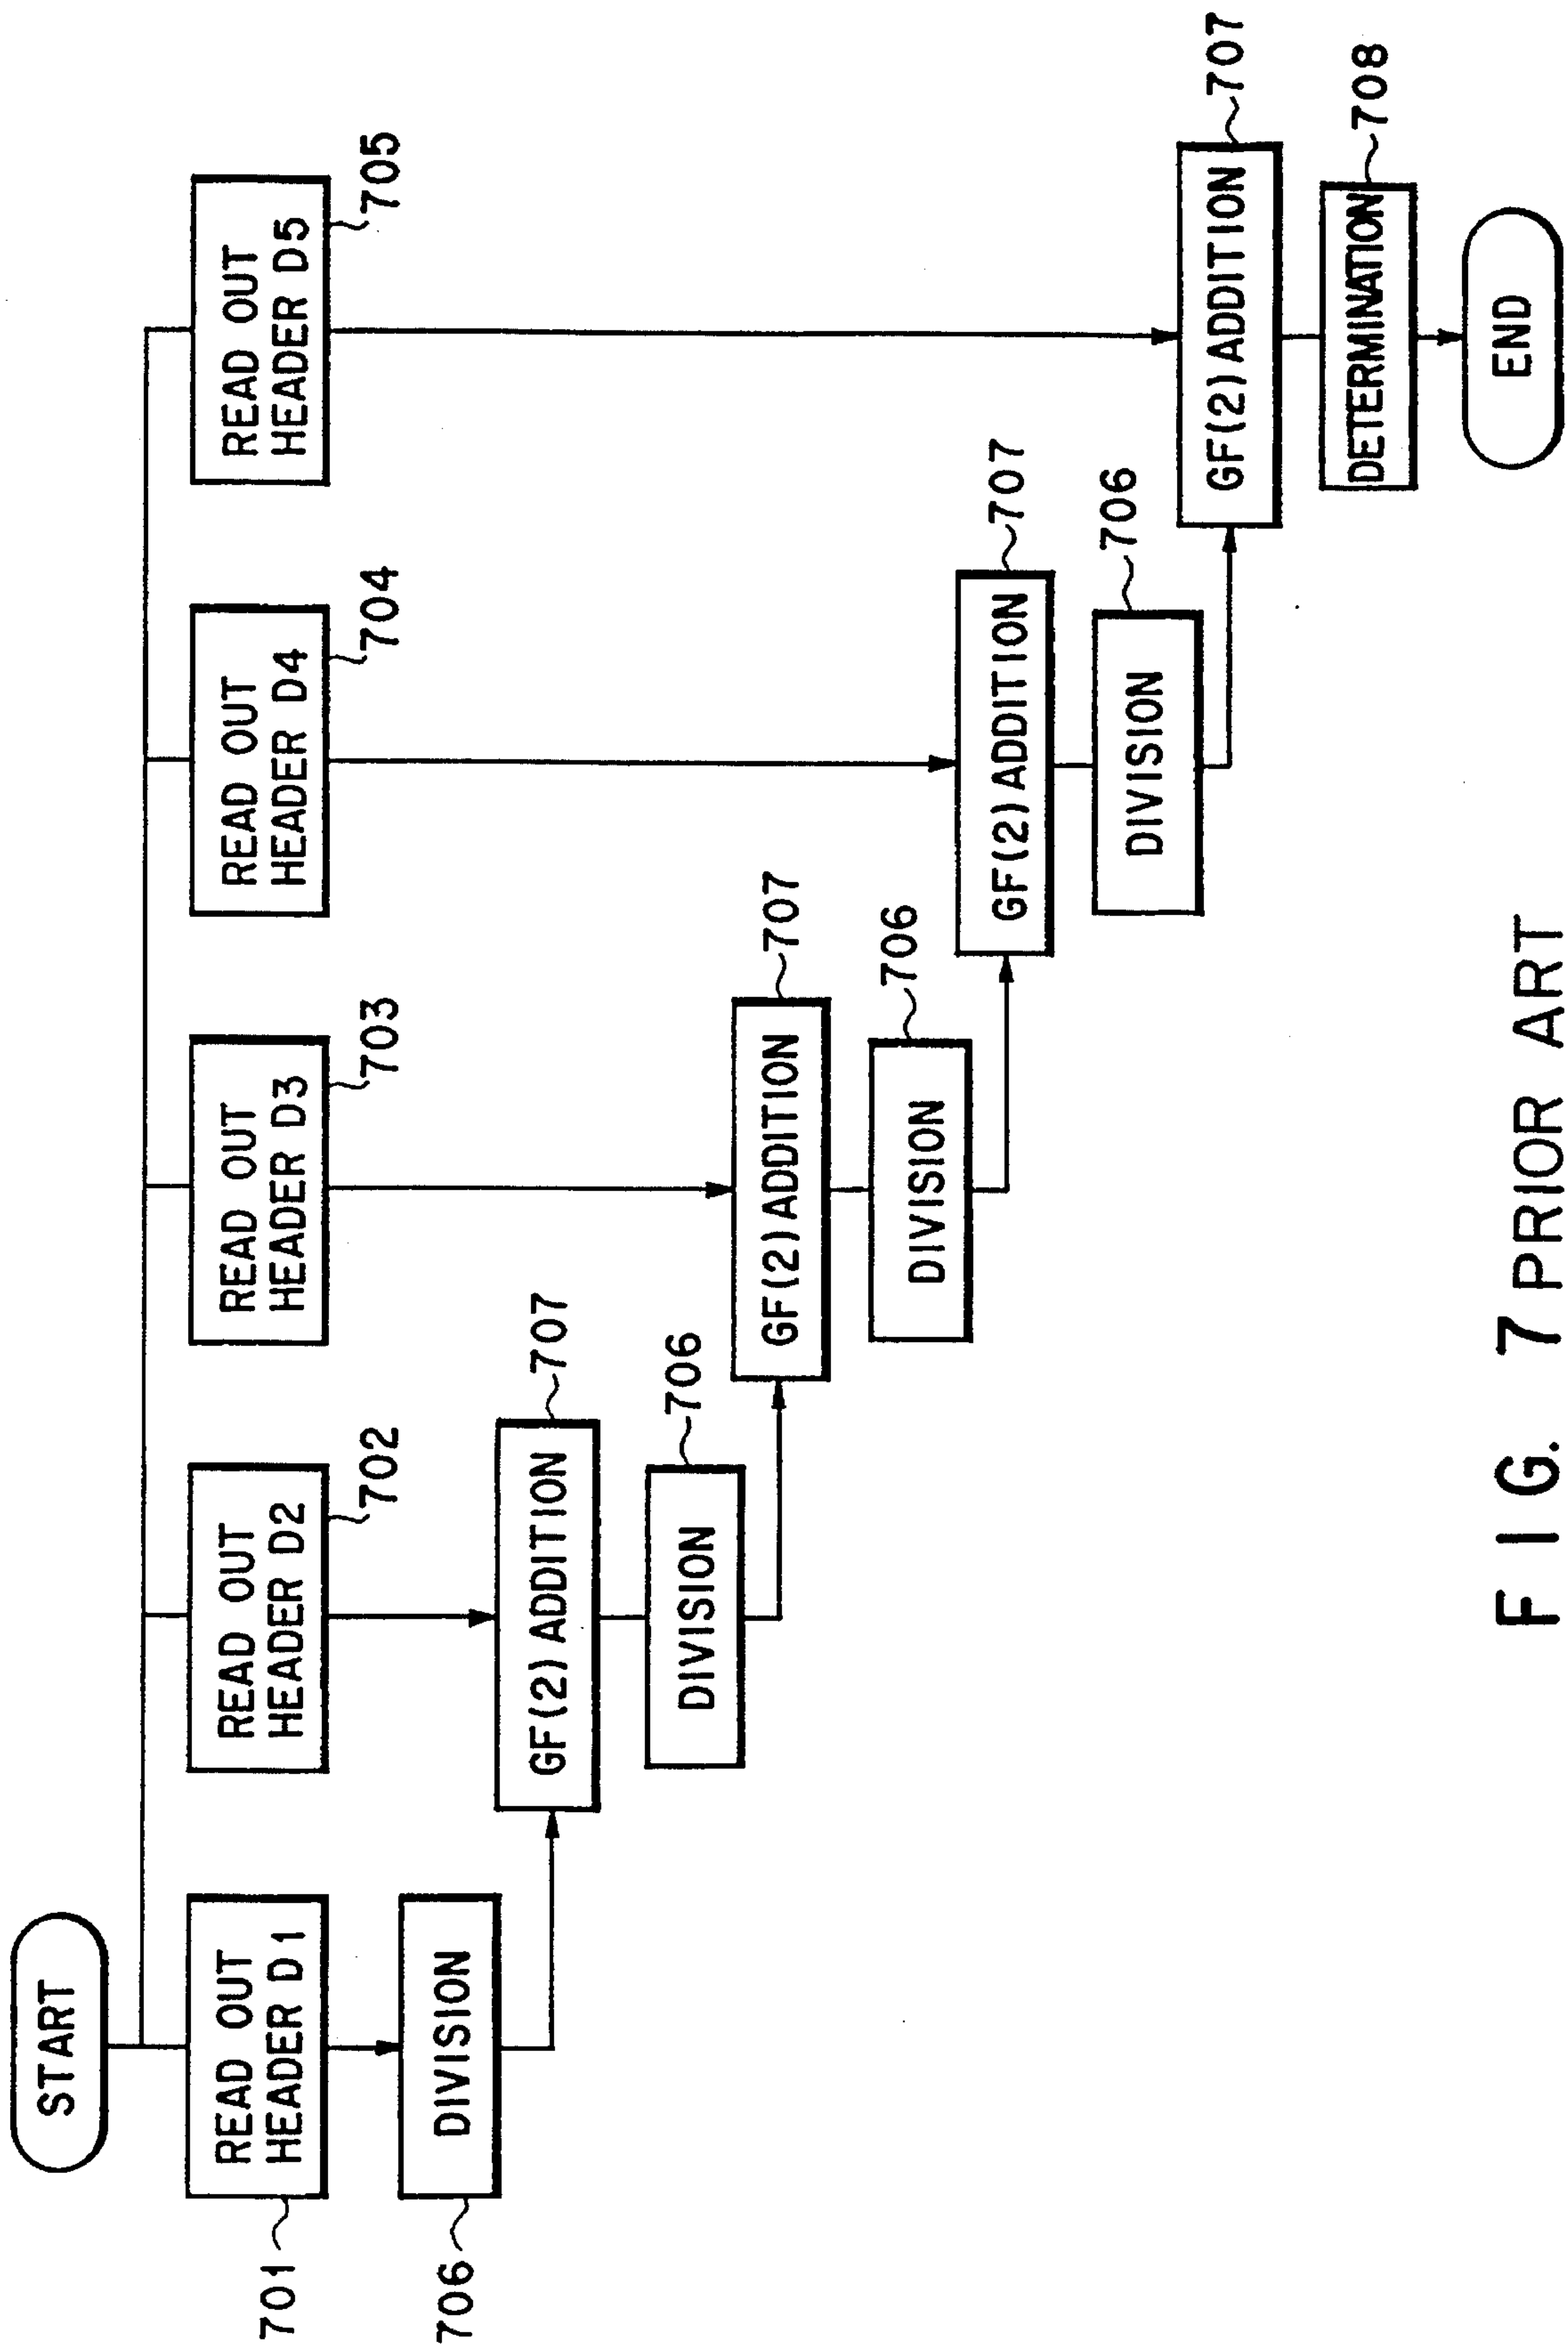 START
READ OUT
HEADER D1
701
READ OUT
HEADER D2
702
READ OUT
HEADER D3
703
READ OUT
HEADER D4
704
READ OUT
HEADER D5
705
DIVISION
706
GF(2) ADDITION
707
DIVISION
706
GF(2) ADDITION
707
DIVISION
706
GF(2) ADDITION
707
DIVISION
706
GF(2) ADDITION
707
DETERMINATION
708
END
FIG. 7 PRIOR ART